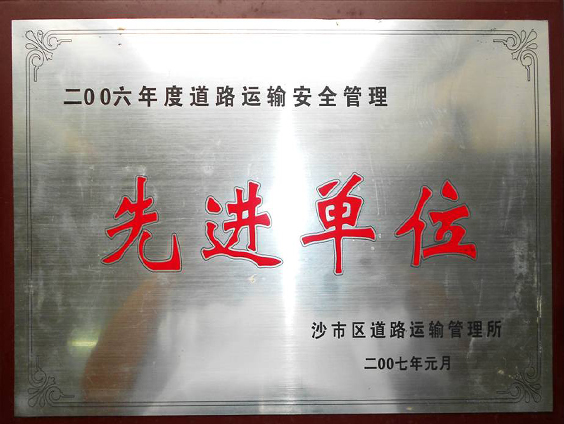 二00六年度道路运输安全管理
先进单位
沙市区道路运输管理所
二00七年元月